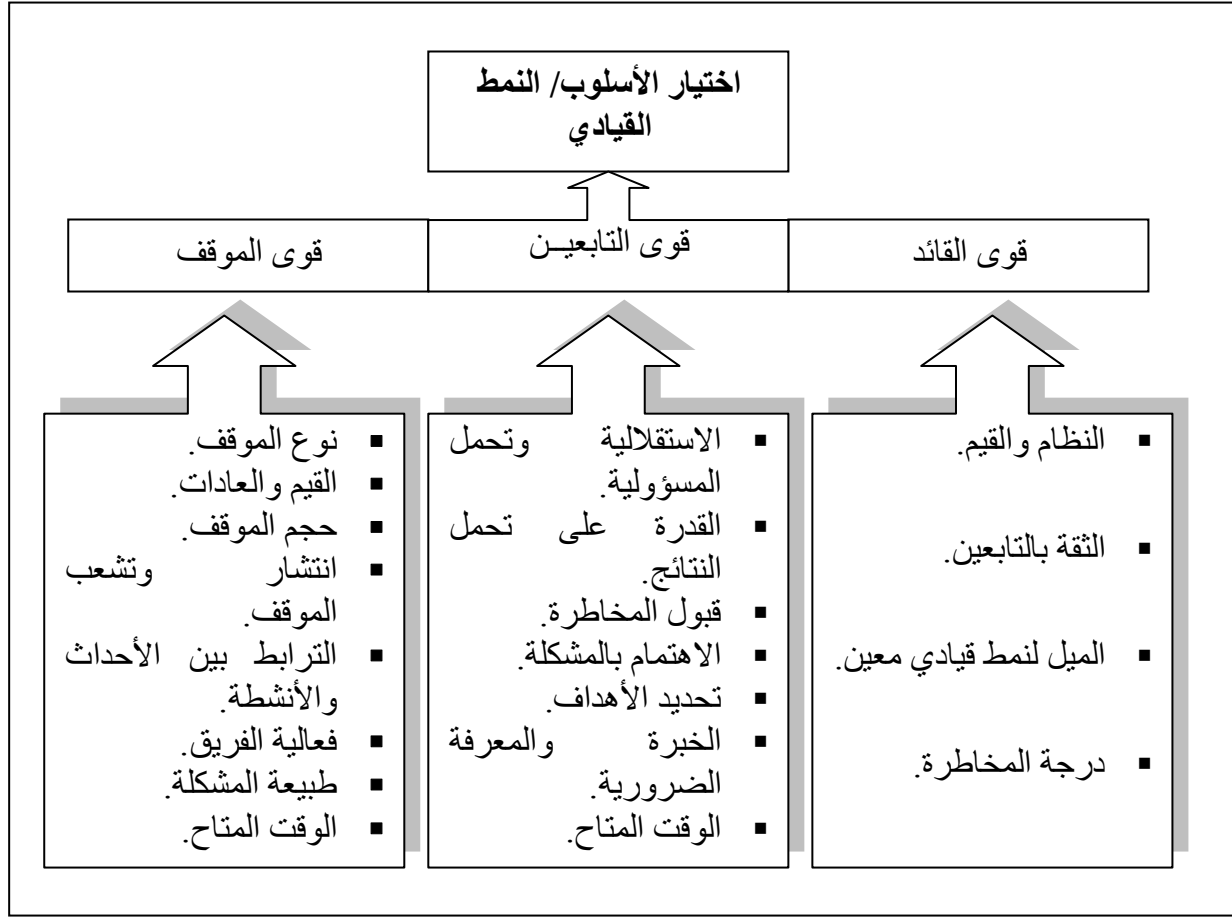 اختيار الأسلوب/ النمط
القيادي
قوى القائد
قوى التابعيــن
قوى الموقف
▪ النظام والقيم.
▪ الثقة بالتابعين.
▪ الميل لنمط قيادي معين.
▪ درجة المخاطرة.
▪ الاستقلالية وتحمل
المسؤولية.
▪ القدرة على تحمل
النتائج.
▪ قبول المخاطرة.
▪ الاهتمام بالمشكلة.
▪ تحديد الأهداف.
▪ الخبرة والمعرفة
الضرورية.
▪ الوقت المتاح.
▪ نوع الموقف.
▪ القيم والعادات.
▪ حجم الموقف.
▪ انتشار وتشعب
الموقف.
▪ الترابط بين الأحداث
والأنشطة.
▪ فعالية الفريق.
▪ طبيعة المشكلة.
▪ الوقت المتاح.